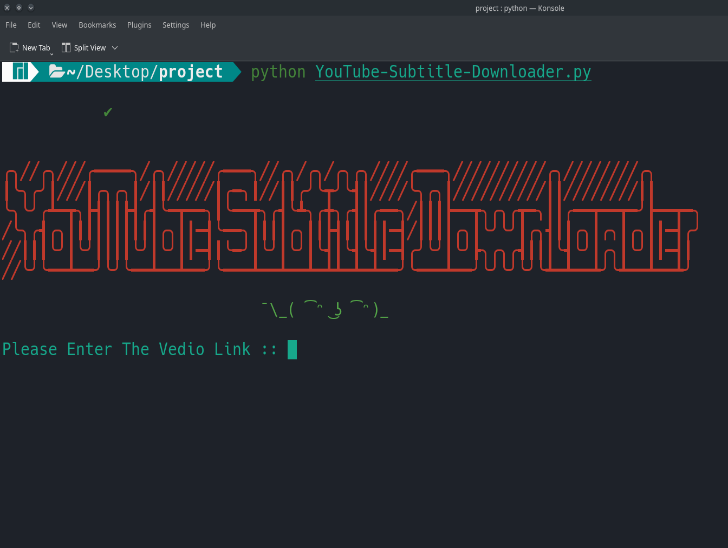 project : python — Konsole
File Edit View Bookmarks Plugins Settings Help
New Tab Split View
~/Desktop/project python YouTube-Subtitle-Downloader.py
✔
YouTubeSubtitleDownloader
¯\_( ͡ᵔ ͜ʖ ͡ᵔ )_
Please Enter The Vedio Link ::